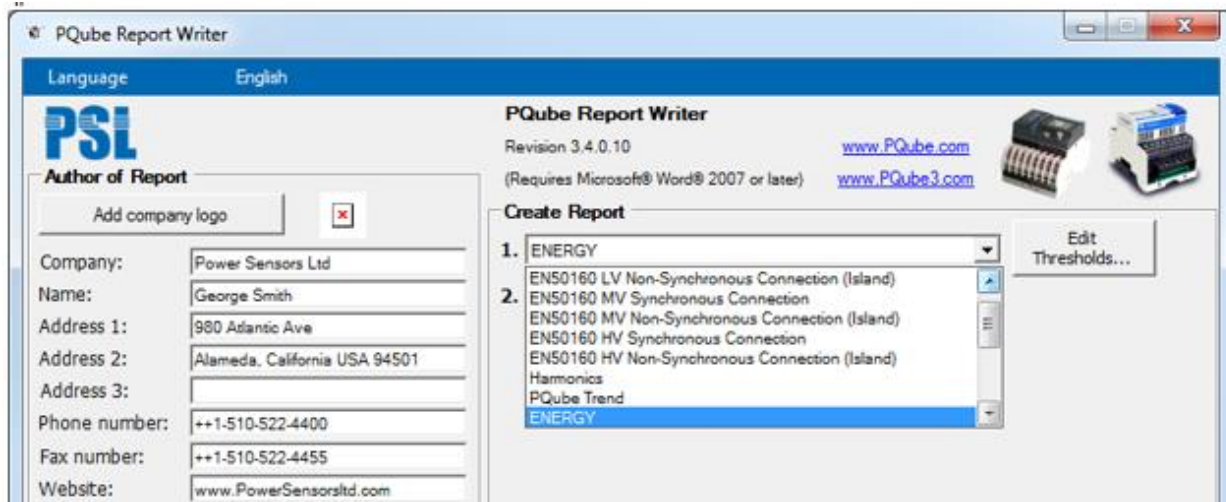 PQube Report Writer
Language English
PSL
PQube Report Writer
Revision 3.4.0.10 www.PQube.com
(Requires Microsoft® Word® 2007 or later) www.PQube3.com
Author of Report
Add company logo
Company: Power Sensors Ltd
Name: George Smith
Address 1: 980 Atlantic Ave
Address 2: Alameda, California USA 94501
Address 3:
Phone number: ++1-510-522-4400
Fax number: ++1-510-522-4455
Website: www.PowerSensorsltd.com
Create Report
1. ENERGY
Edit
Thresholds...
2.
EN50160 LV Non-Synchronous Connection (Island)
EN50160 MV Synchronous Connection
EN50160 MV Non-Synchronous Connection (Island)
EN50160 HV Synchronous Connection
EN50160 HV Non-Synchronous Connection (Island)
Harmonics
PQube Trend
ENERGY